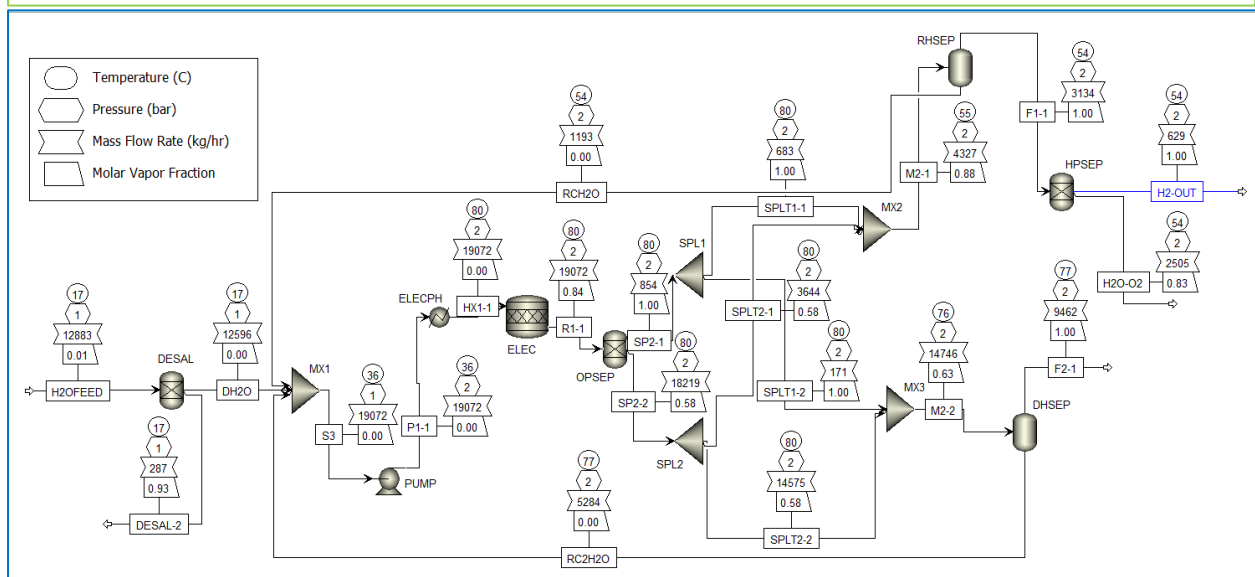 Temperature (C)
Pressure (bar)
Mass Flow Rate (kg/hr)
Molar Vapor Fraction
17
1
12883
0.01
H2OFEED
DESAL
17
1
287
0.93
DESAL-2
17
1
12596
0.00
DH2O
MX1
36
1
19072
0.00
S3
PUMP
36
2
19072
0.00
P1-1
ELECPH
80
2
19072
0.00
HX1-1
ELEC
80
2
19072
0.84
R1-1
OPSEP
80
2
854
1.00
SP2-1
80
2
18219
0.58
SP2-2
SPL1
SPL2
80
2
683
1.00
SPLT1-1
80
2
3644
0.58
SPLT2-1
80
2
171
1.00
SPLT1-2
80
2
14575
0.58
SPLT2-2
MX2
55
2
4327
0.88
M2-1
RHSEP
54
2
3134
1.00
F1-1
HPSEP
54
2
629
1.00
H2-OUT
54
2
2505
0.83
H2O-O2
MX3
76
2
14746
0.63
M2-2
DHSEP
77
2
9462
1.00
F2-1
54
2
1193
0.00
RCH2O
77
2
5284
0.00
RC2H2O